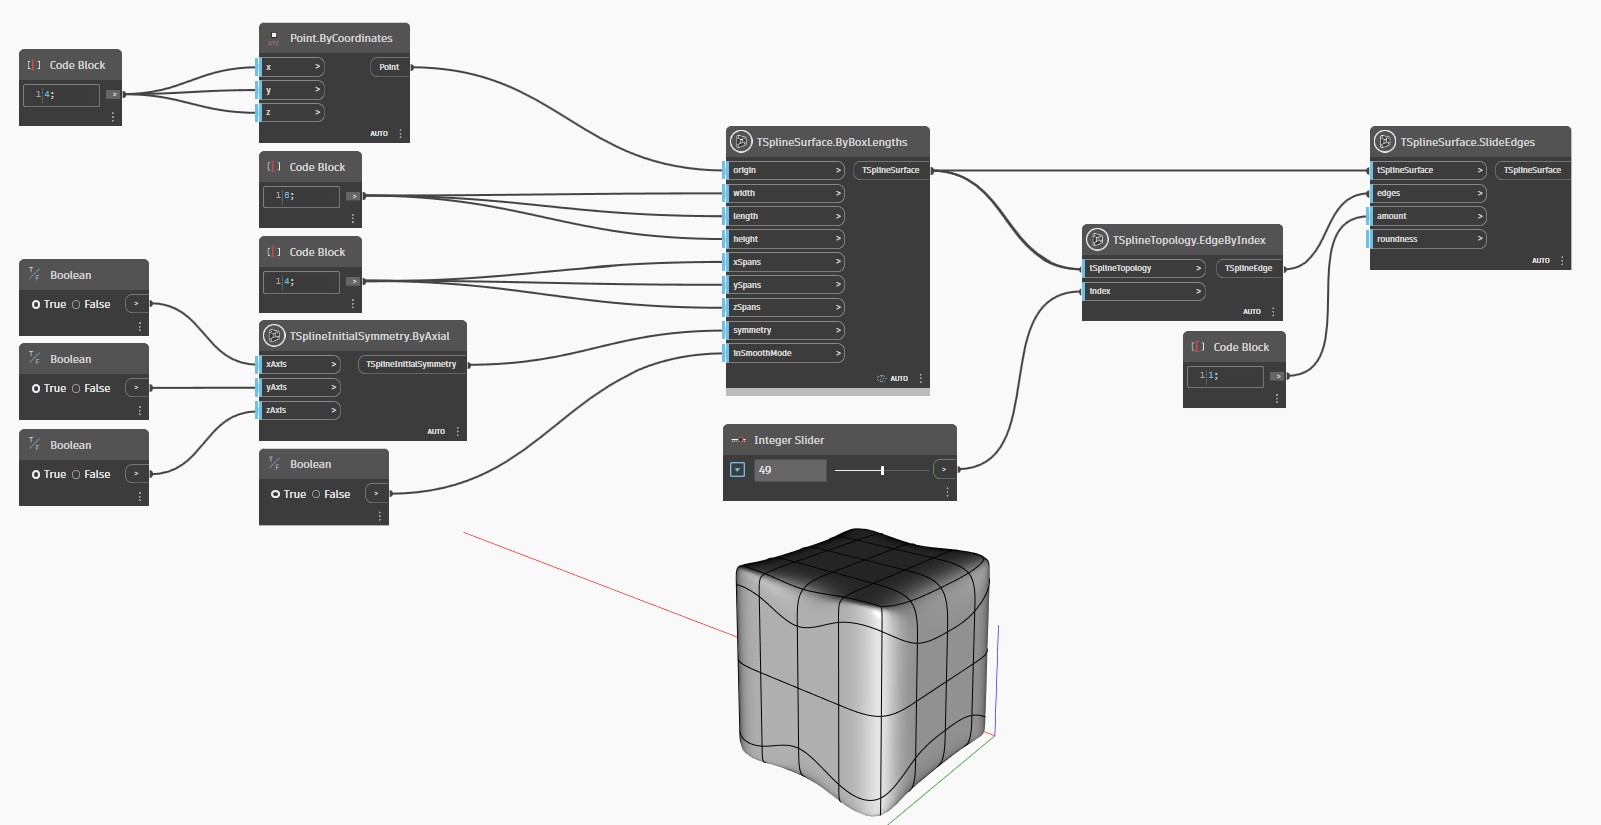 Code Block
1 4;
>
Point.ByCoordinates
XYZ
x >
Point
y >
z >
AUTO
Code Block
1 8;
>
Code Block
1 4;
>
Boolean
True False
>
Boolean
True False
>
Boolean
True False
>
TSplineInitialSymmetry.ByAxial
xAxis >
TSplineInitialSymmetry
yAxis >
zAxis >
AUTO
Boolean
True False
>
TSplineSurface.ByBoxLengths
origin >
TSplineSurface
width >
length >
height >
xSpans >
ySpans >
zSpans >
symmetry >
inSmoothMode >
AUTO
Integer Slider
49
>
TSplineTopology.EdgeByIndex
tSplineTopology >
TSplineEdge
index >
AUTO
Code Block
1 1;
>
TSplineSurface.SlideEdges
tSplineSurface >
TSplineSurface
edges >
amount >
roundness >
AUTO